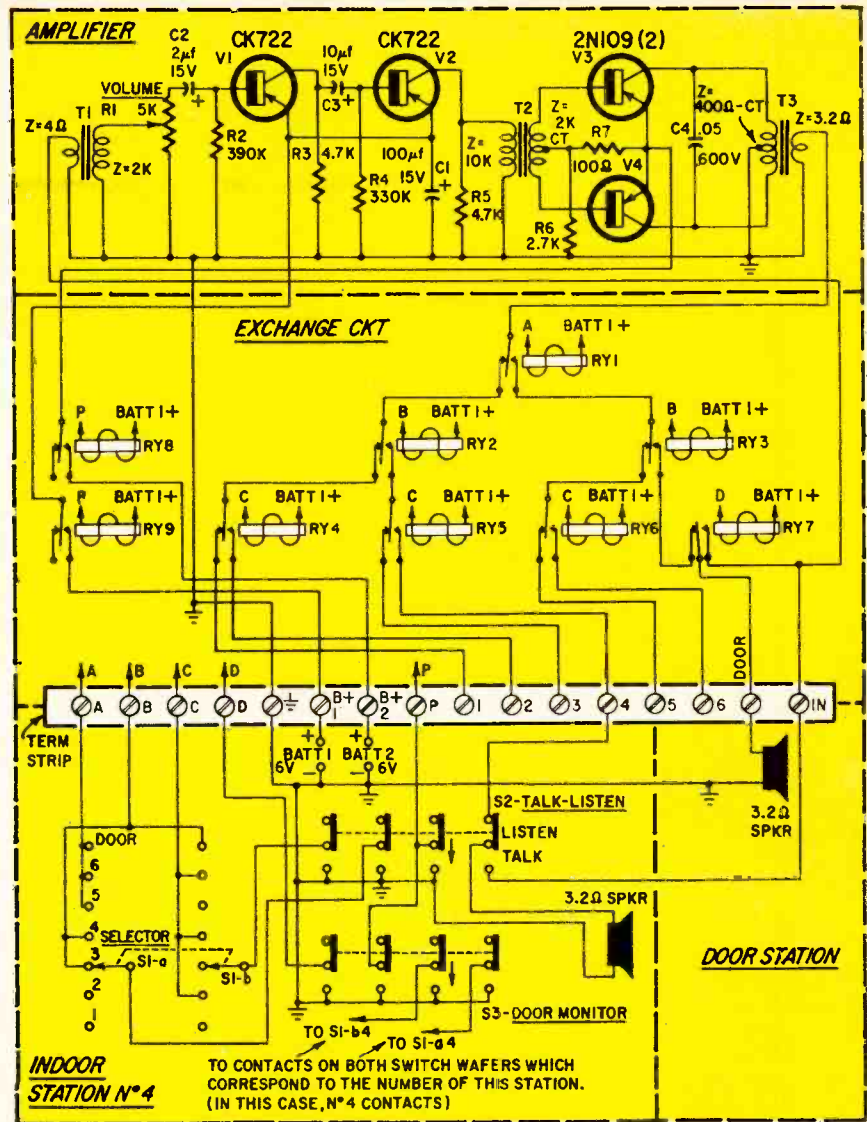 AMPLIFIER
C2
2µf
15V
CK722
V1
10µf
15V
C3
+
CK722
V2
2N109 (2)
V3
VOLUME
R1
5K
+
T1
Z=4Ω
Z=2K
R2
390K
R3
4.7K
R4
330K
100µf
15V
C1
+
Z=
10K
R5
4.7K
T2
Z=
2K
CT
R7
100Ω
V4
R6
2.7K
Z=
400Ω-CT
C4 .05
600V
T3
Z=3.2Ω
EXCHANGE CKT
A
BATT 1+
RY1
P
BATT 1+
RY8
B
BATT 1+
RY2
B
BATT 1+
RY3
P
BATT 1+
RY9
C
BATT 1+
RY4
C
BATT 1+
RY5
C
BATT 1+
RY6
D
BATT 1+
RY7
A
B
C
D
P
DOOR
A
B
C
D
B+
1
B+
2
P
1
2
3
4
5
6
IN
TERM
STRIP
+
BATT 1
-
6V
+
BATT 2
-
6V
S2-TALK-LISTEN
LISTEN
TALK
3.2Ω
SPKR
DOOR
6
5
4
SELECTOR
3
S1-a
S1-b
2
1
3.2Ω SPKR
DOOR STATION
S3-DOOR MONITOR
TO S1-b4
TO S1-a4
INDOOR
STATION Nº4
TO CONTACTS ON BOTH SWITCH WAFERS WHICH
CORRESPOND TO THE NUMBER OF THIS STATION.
(IN THIS CASE, Nº4 CONTACTS)